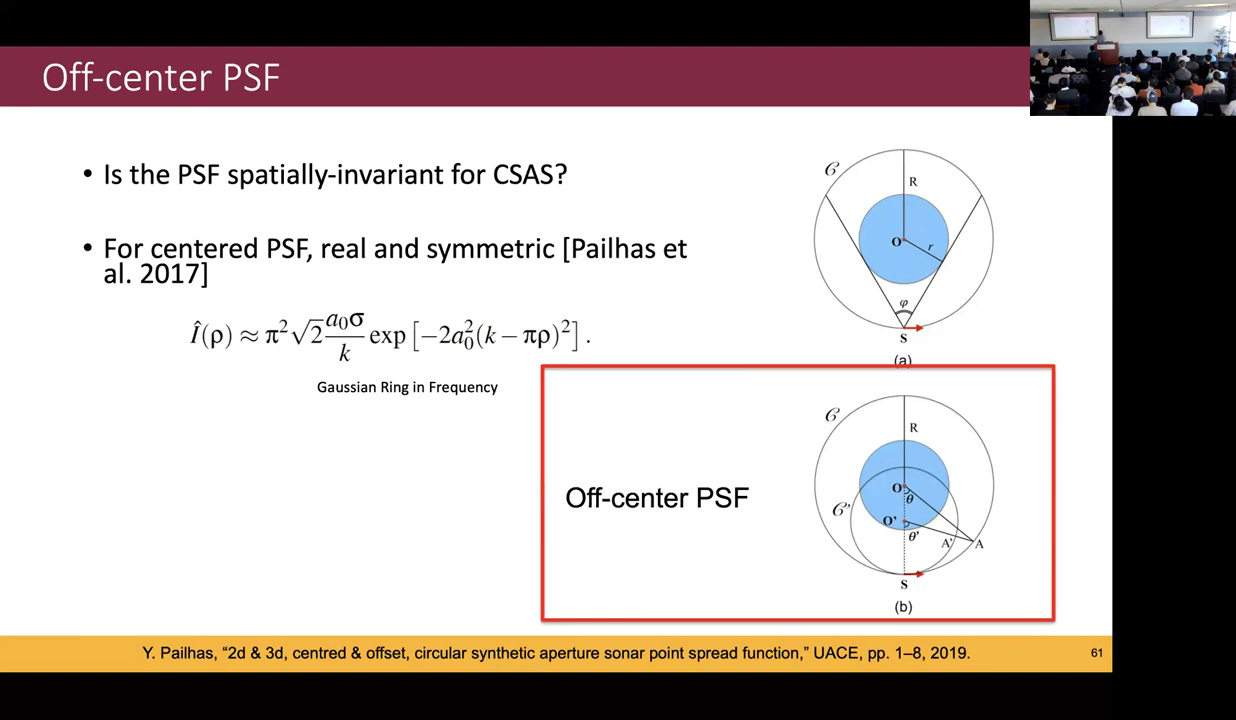 Off-center PSF
• Is the PSF spatially-invariant for CSAS?
• For centered PSF, real and symmetric [Pailhas et
al. 2017]
Î(ρ) ≈ π²√2 a₀σ/k exp[−2a₀²(k − πρ)²].
Gaussian Ring in Frequency
𝒞
R
O
r
φ
S
(a)
Off-center PSF
𝒞
R
O
θ
𝒞'
O'
θ'
A'
A
S
(b)
Y. Pailhas, “2d & 3d, centred & offset, circular synthetic aperture sonar point spread function,” UACE, pp. 1–8, 2019.
61